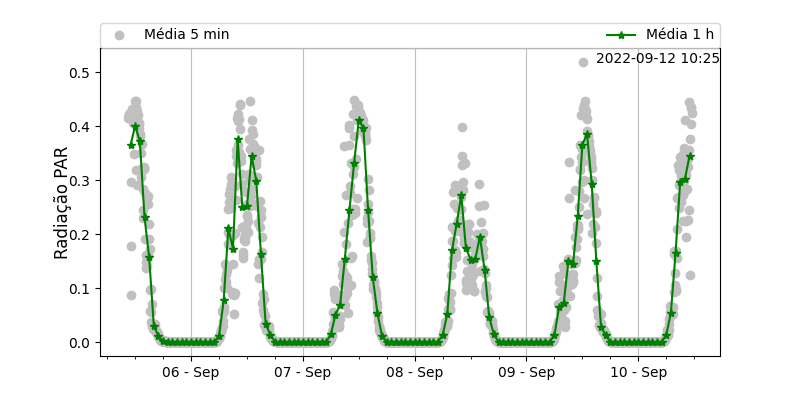 Média 5 min
Média 1 h
2022-09-12 10:25
Radiação PAR
0.5
0.4
0.3
0.2
0.1
0.0
06 - Sep
07 - Sep
08 - Sep
09 - Sep
10 - Sep